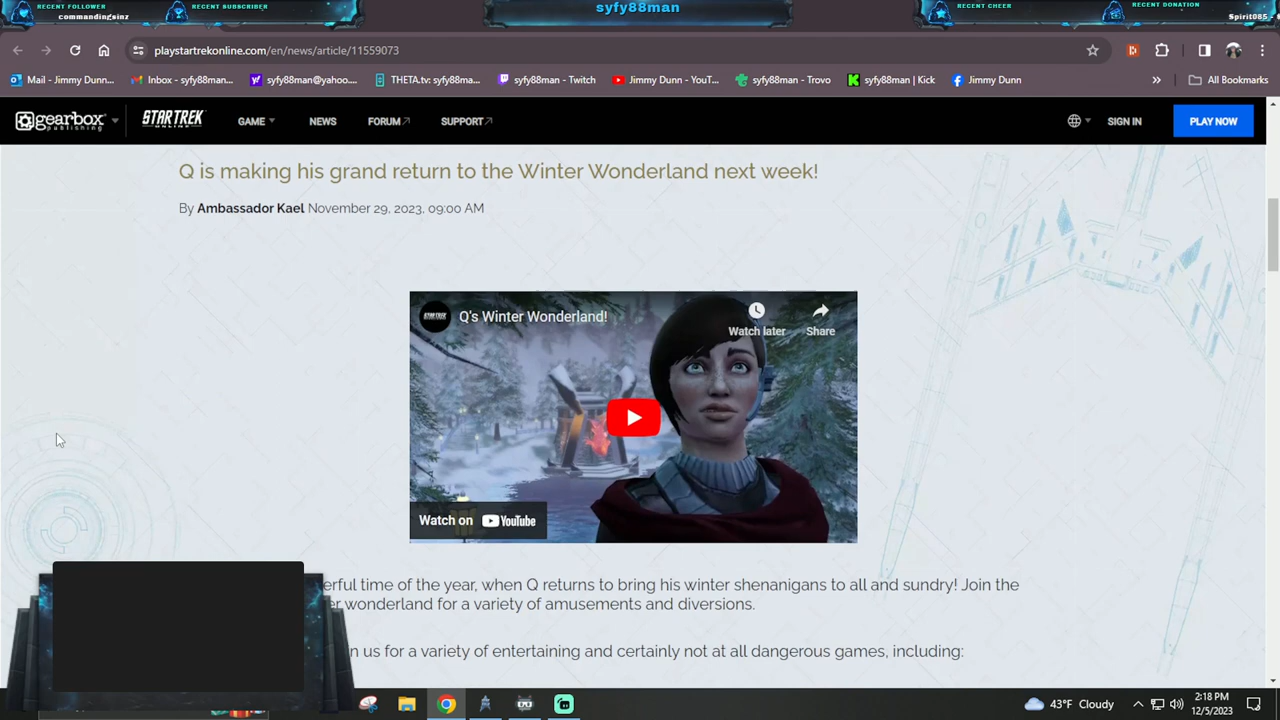 RECENT FOLLOWER
commandingsinz
RECENT SUBSCRIBER
syfy88man
RECENT CHEER
RECENT DONATION
Spirit085 -
playstartrekonline.com/en/news/article/11559073
Mail - Jimmy Dunn...
Inbox - syfy88man...
syfy88man@yahoo....
THETA.tv: syfy88ma...
syfy88man - Twitch
Jimmy Dunn - YouT...
syfy88man - Trovo
syfy88man | Kick
Jimmy Dunn
All Bookmarks
gearbox publishing
STAR TREK ONLINE
GAME
NEWS
FORUM
SUPPORT
SIGN IN
PLAY NOW
Q is making his grand return to the Winter Wonderland next week!
By Ambassador Kael November 29, 2023, 09:00 AM
Q's Winter Wonderland!
Watch later
Share
Watch on YouTube
erful time of the year, when Q returns to bring his winter shenanigans to all and sundry! Join the
er wonderland for a variety of amusements and diversions.
n us for a variety of entertaining and certainly not at all dangerous games, including:
43°F Cloudy
2:18 PM
12/5/2023